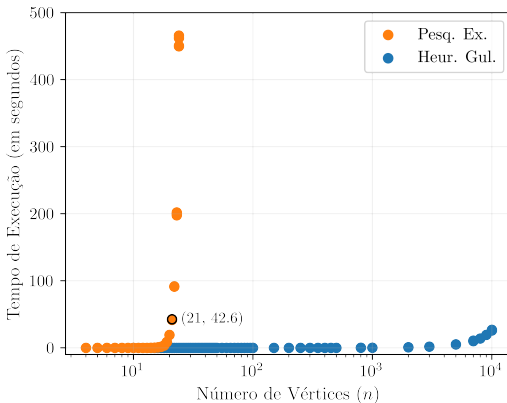 500
400
300
200
100
0
Tempo de Execução (em segundos)
Pesq. Ex.
Heur. Gul.
(21, 42.6)
10¹ 10² 10³ 10⁴
Número de Vértices (n)